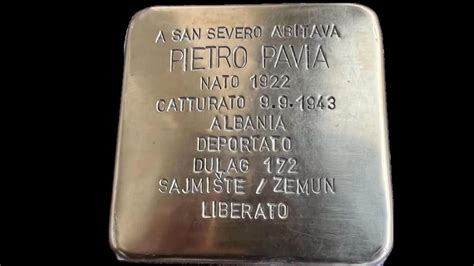 A SAN SEVERO ABITAVA
PIETRO PAVIA
NATO 1922
CATTURATO 9.9.1943
ALBANIA
DEPORTATO
DULAG 172
SAJMIŠTE / ZEMUN
LIBERATO